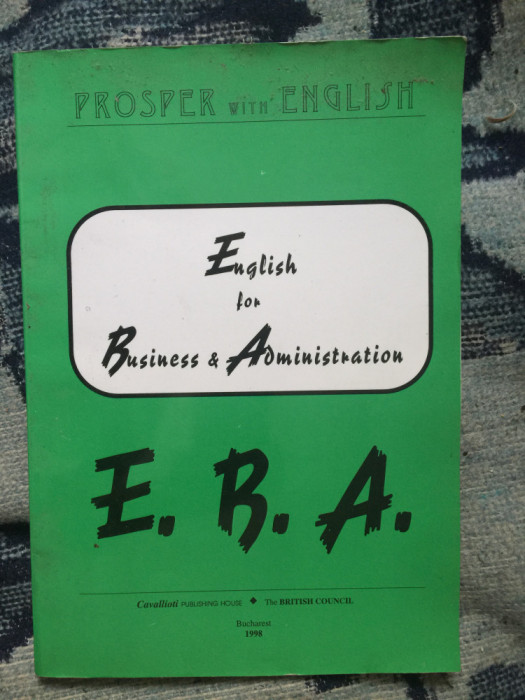 PROSPER WITH ENGLISH
English
for
Business & Administration
E. B. A.
Cavallioti PUBLISHING HOUSE ◆ The BRITISH COUNCIL
Bucharest
1998